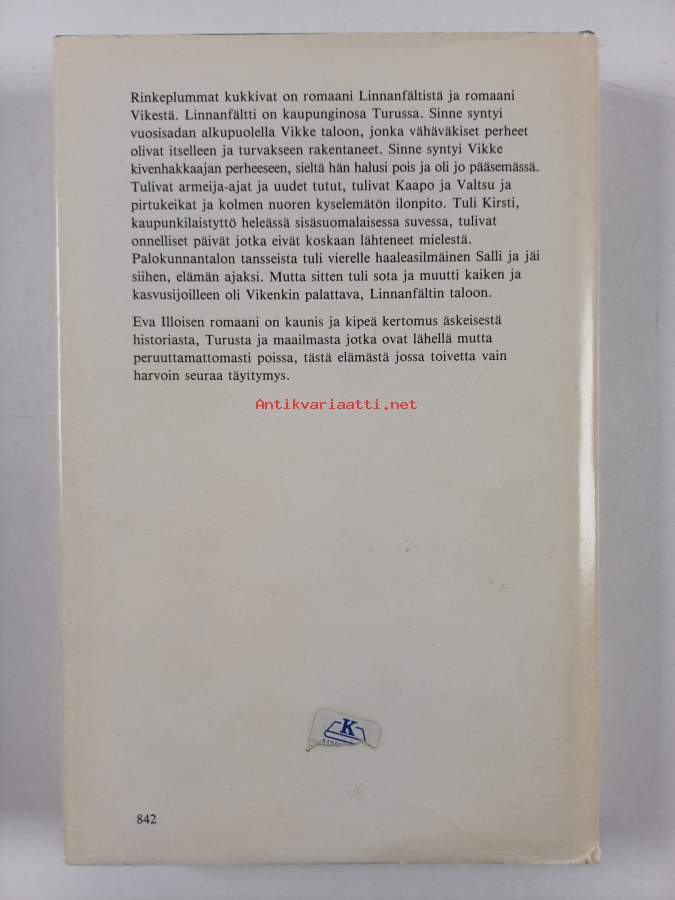 Rinkeplummat kukkivat on romaani Linnanfältistä ja romaani
Vikestä. Linnanfältti on kaupunginosa Turussa. Sinne syntyi
vuosisadan alkupuolella Vikke taloon, jonka vähäväkiset perheet
olivat itselleen ja turvakseen rakentaneet. Sinne syntyi Vikke
kivenhakkaajan perheeseen, sieltä hän halusi pois ja oli jo pääsemässä.
Tulivat armeija-ajat ja uudet tutut, tulivat Kaapo ja Valtsu ja
pirtukeikat ja kolmen nuoren kyselemätön ilonpito. Tuli Kirsti,
kaupunkilaistyttö heleässä sisäsuomalaisessa suvessa, tulivat
onnelliset päivät jotka eivät koskaan lähteneet mielestä.
Palokunnantalon tansseista tuli vierelle haaleasilmäinen Salli ja jäi
siihen, elämän ajaksi. Mutta sitten tuli sota ja muutti kaiken ja
kasvusijoilleen oli Vikenkin palattava, Linnanfältin taloon.
Eva Illoisen romaani on kaunis ja kipeä kertomus äskeisestä
historiasta, Turusta ja maailmasta jotka ovat lähellä mutta
peruuttamattomasti poissa, tästä elämästä jossa toivetta vain
harvoin seuraa täyttymys.
Antikvariaatti.net
K
842